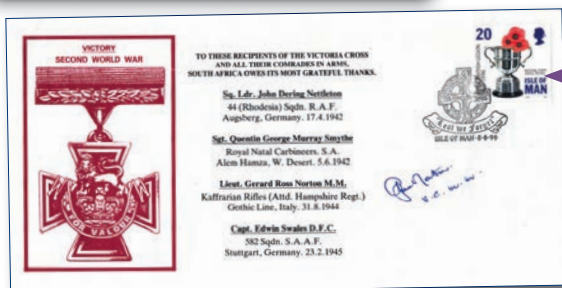 VICTORY
SECOND WORLD WAR
FOR VALOUR
TO THESE RECIPIENTS OF THE VICTORIA CROSS
AND ALL THEIR COMRADES IN ARMS,
SOUTH AFRICA OWES ITS MOST GRATEFUL THANKS.
Sq. Ldr. John Dering Nettleton
44 (Rhodesia) Sqdn. R.A.F.
Augsberg, Germany. 17.4.1942
Sgt. Quentin George Murray Smythe
Royal Natal Carbineers. S.A.
Alem Hamza, W. Desert. 5.6.1942
Lieut. Gerard Ross Norton M.M.
Kaffrarian Rifles (Attd. Hampshire Regt.)
Gothic Line, Italy. 31.8.1944
Capt. Edwin Swales D.F.C.
582 Sqdn. S.A.A.F.
Stuttgart, Germany. 23.2.1945
20
ISLE OF
MAN
"Lest we Forget"